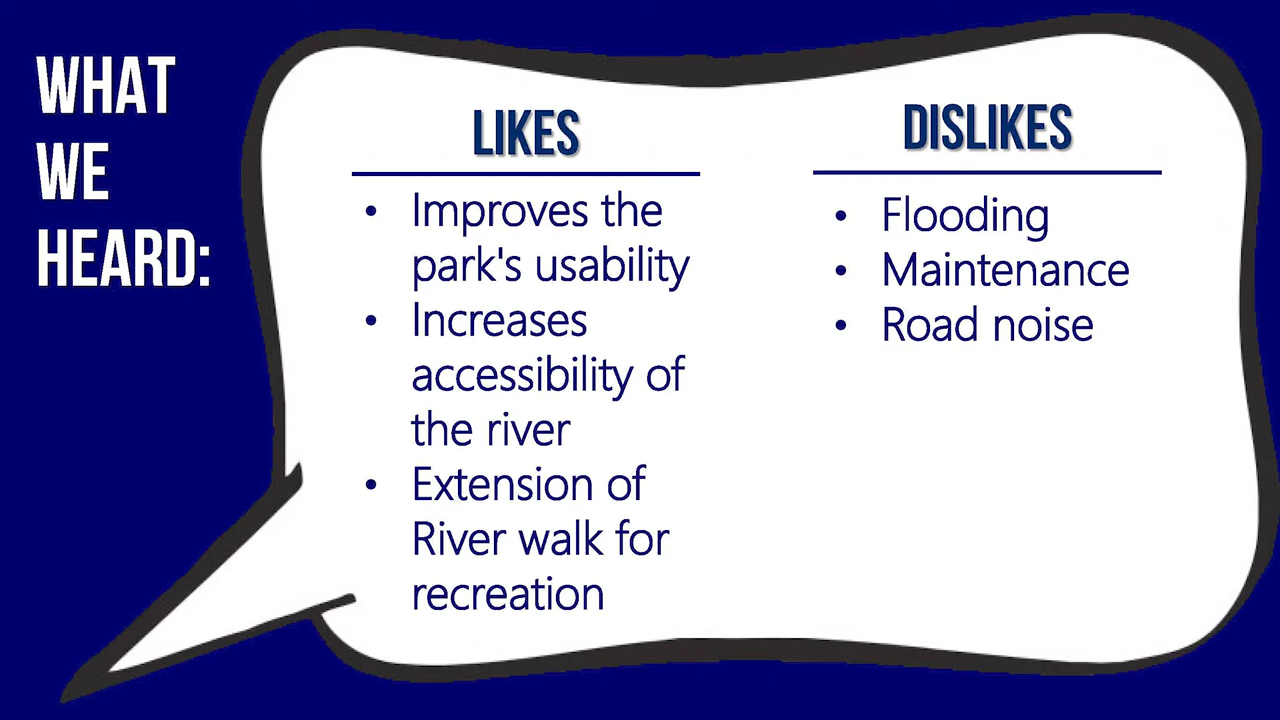 WHAT
WE
HEARD:
LIKES
• Improves the
park's usability
• Increases
accessibility of
the river
• Extension of
River walk for
recreation
DISLIKES
• Flooding
• Maintenance
• Road noise